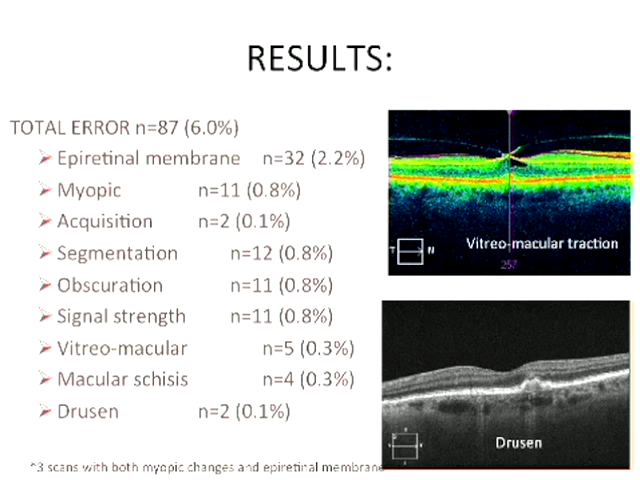 RESULTS:
TOTAL ERROR n=87 (6.0%)
Epiretinal membrane n=32 (2.2%)
Myopic n=11 (0.8%)
Acquisition n=2 (0.1%)
Segmentation n=12 (0.8%)
Obscuration n=11 (0.8%)
Signal strength n=11 (0.8%)
Vitreo-macular n=5 (0.3%)
Macular schisis n=4 (0.3%)
Drusen n=2 (0.1%)
*3 scans with both myopic changes and epiretinal membrane
T N
Vitreo-macular traction
257
Drusen